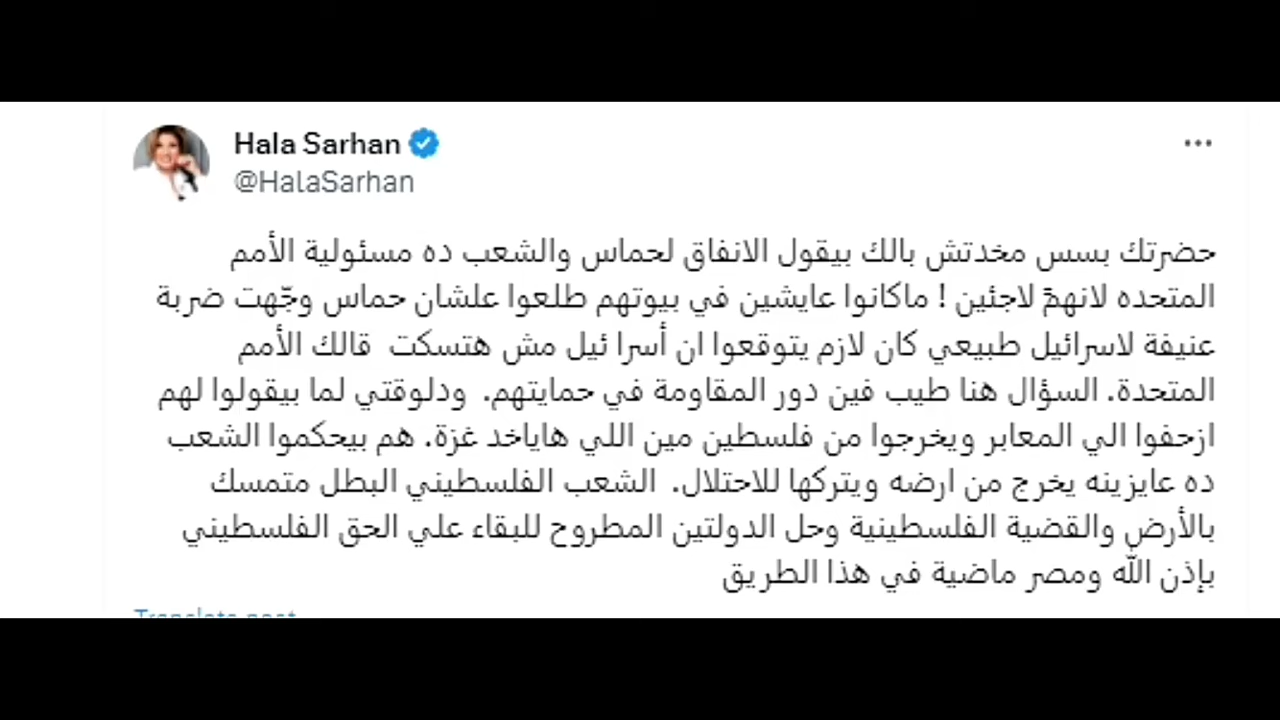 Hala Sarhan
@HalaSarhan
حضرتك بسس مخدتش بالك بيقول الانفاق لحماس والشعب ده مسئولية الأمم
المتحده لانهمّ لاجئين ! ماكانوا عايشين في بيوتهم طلعوا علشان حماس وجّهت ضربة
عنيفة لاسرائيل طبيعي كان لازم يتوقعوا ان أسرا ئيل مش هتسكت قالك الأمم
المتحدة. السؤال هنا طيب فين دور المقاومة في حمايتهم. ودلوقتي لما بيقولوا لهم
ازحفوا الي المعابر ويخرجوا من فلسطين مين اللي هاياخد غزة. هم بيحكموا الشعب
ده عايزينه يخرج من ارضه ويتركها للاحتلال. الشعب الفلسطيني البطل متمسك
بالأرض والقضية الفلسطينية وحل الدولتين المطروح للبقاء علي الحق الفلسطيني
بإذن الله ومصر ماضية في هذا الطريق
Translate post